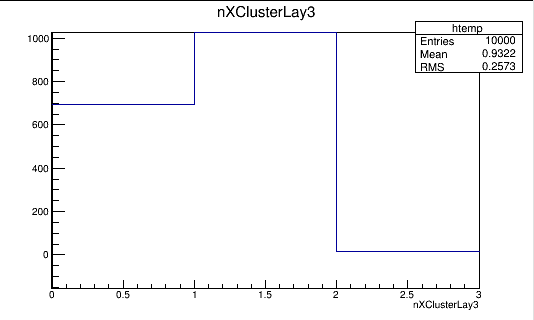 nXClusterLay3
htemp
Entries 10000
Mean 0.9322
RMS 0.2573
1000
800
600
400
200
0
0 0.5 1 1.5 2 2.5 3
nXClusterLay3